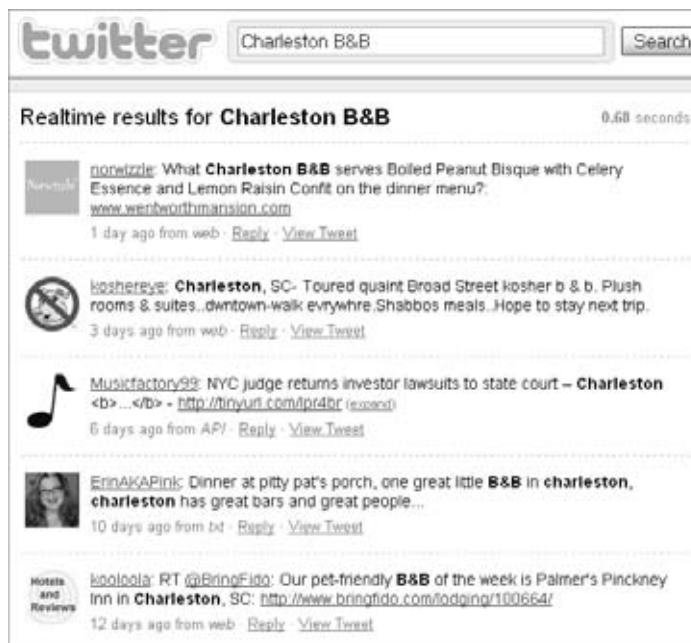 twitter
Charleston B&B
Search
Realtime results for Charleston B&B
0.68 seconds
norwizzle: What Charleston B&B serves Boiled Peanut Bisque with Celery
Essence and Lemon Raisin Confit on the dinner menu?:
www.wentworthmansion.com
1 day ago from web · Reply · View Tweet
koshereye: Charleston, SC- Toured quaint Broad Street kosher b & b. Plush
rooms & suites..dwntown-walk evrywhre.Shabbos meals..Hope to stay next trip.
3 days ago from web · Reply · View Tweet
Musicfactory99: NYC judge returns investor lawsuits to state court – Charleston
<b>...</b> - http://tinyurl.com/lpr4br (expand)
6 days ago from API · Reply · View Tweet
ErinAKAPink: Dinner at pitty pat's porch, one great little B&B in charleston,
charleston has great bars and great people...
10 days ago from txt · Reply · View Tweet
Hotels
and
Reviews
kooloola: RT @BringFido: Our pet-friendly B&B of the week is Palmer's Pinckney
Inn in Charleston, SC: http://www.bringfido.com/lodging/100664/
12 days ago from web · Reply · View Tweet